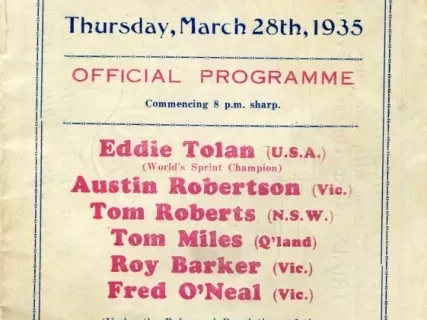 Thursday, March 28th, 1935
OFFICIAL PROGRAMME
Commencing 8 p.m. sharp.
Eddie Tolan (U.S.A.)
(World's Sprint Champion)
Austin Robertson (Vic.)
Tom Roberts (N.S.W.)
Tom Miles (Q'land)
Roy Barker (Vic.)
Fred O'Neal (Vic.)